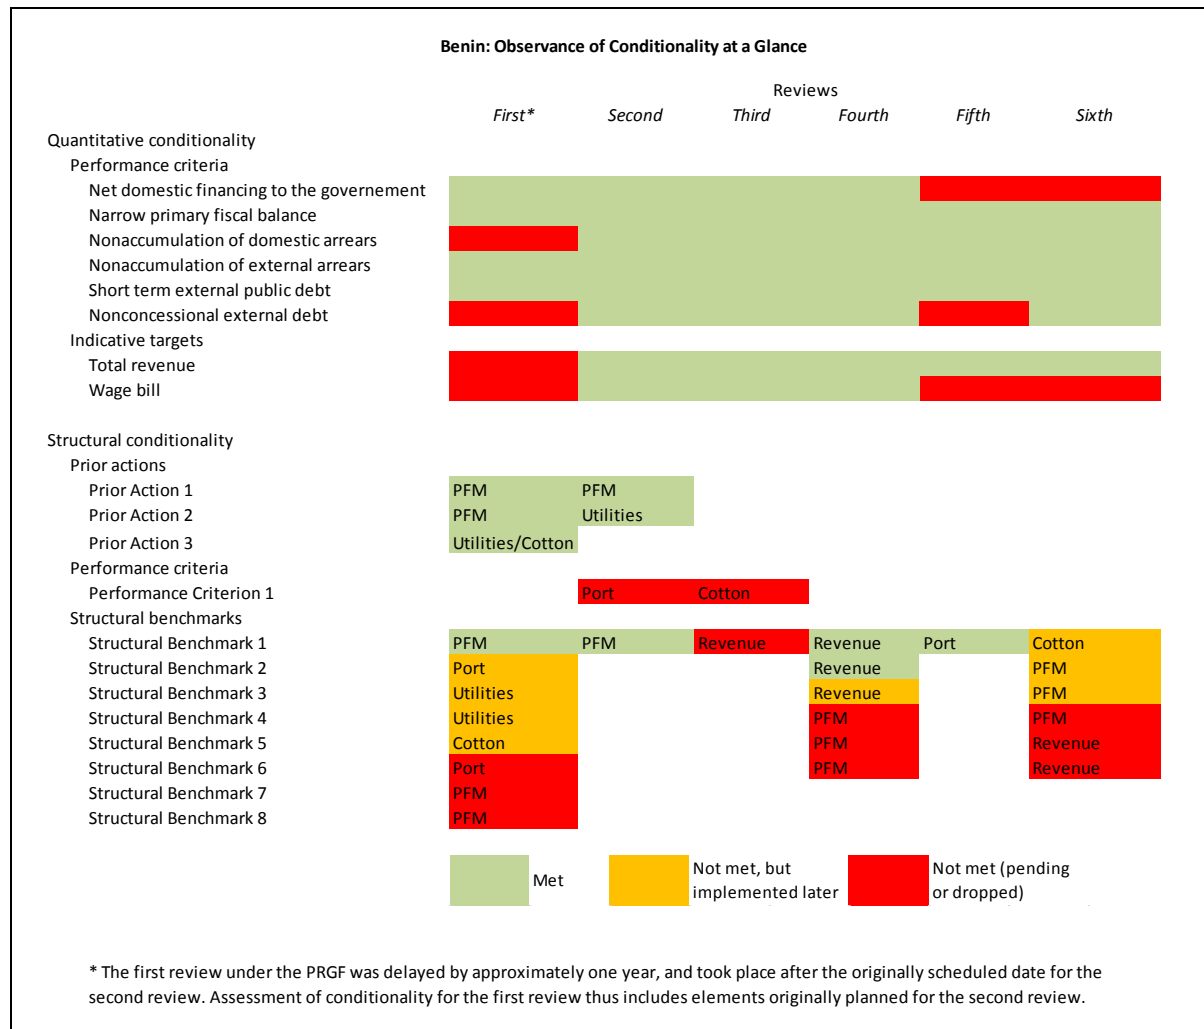 Benin: Observance of Conditionality at a Glance
Reviews
First* Second Third Fourth Fifth Sixth
Quantitative conditionality
Performance criteria
Net domestic financing to the governement
Narrow primary fiscal balance
Nonaccumulation of domestic arrears
Nonaccumulation of external arrears
Short term external public debt
Nonconcessional external debt
Indicative targets
Total revenue
Wage bill
Structural conditionality
Prior actions
Prior Action 1 PFM PFM
Prior Action 2 PFM Utilities
Prior Action 3 Utilities/Cotton
Performance criteria
Performance Criterion 1 Port Cotton
Structural benchmarks
Structural Benchmark 1 PFM PFM Revenue Revenue Port Cotton
Structural Benchmark 2 Port Revenue PFM
Structural Benchmark 3 Utilities Revenue PFM
Structural Benchmark 4 Utilities PFM PFM
Structural Benchmark 5 Cotton PFM Revenue
Structural Benchmark 6 Port PFM Revenue
Structural Benchmark 7 PFM
Structural Benchmark 8 PFM
Met
Not met, but
implemented later
Not met (pending
or dropped)
* The first review under the PRGF was delayed by approximately one year, and took place after the originally scheduled date for the
second review. Assessment of conditionality for the first review thus includes elements originally planned for the second review.